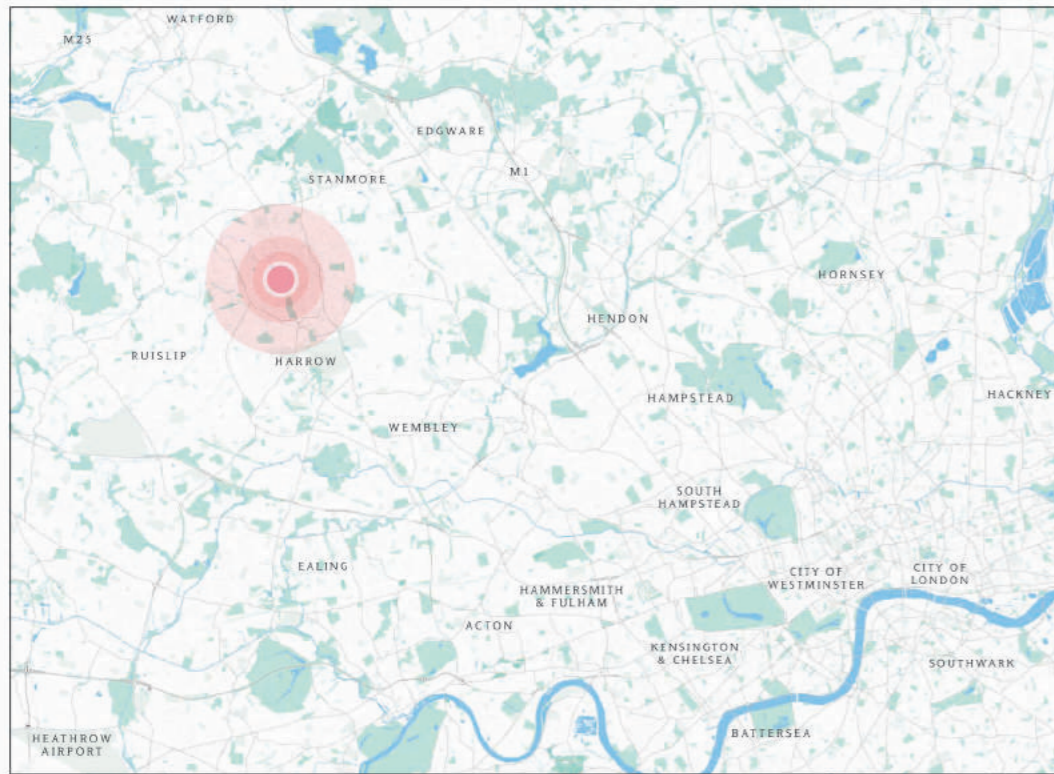 WATFORD
M25
EDGWARE
M1
STANMORE
HORNSEY
HENDON
RUISLIP
HARROW
HAMPSTEAD
HACKNEY
WEMBLEY
SOUTH
HAMPSTEAD
EALING
CITY OF
WESTMINSTER
CITY OF
LONDON
HAMMERSMITH
& FULHAM
ACTON
KENSINGTON
& CHELSEA
SOUTHWARK
BATTERSEA
HEATHROW
AIRPORT